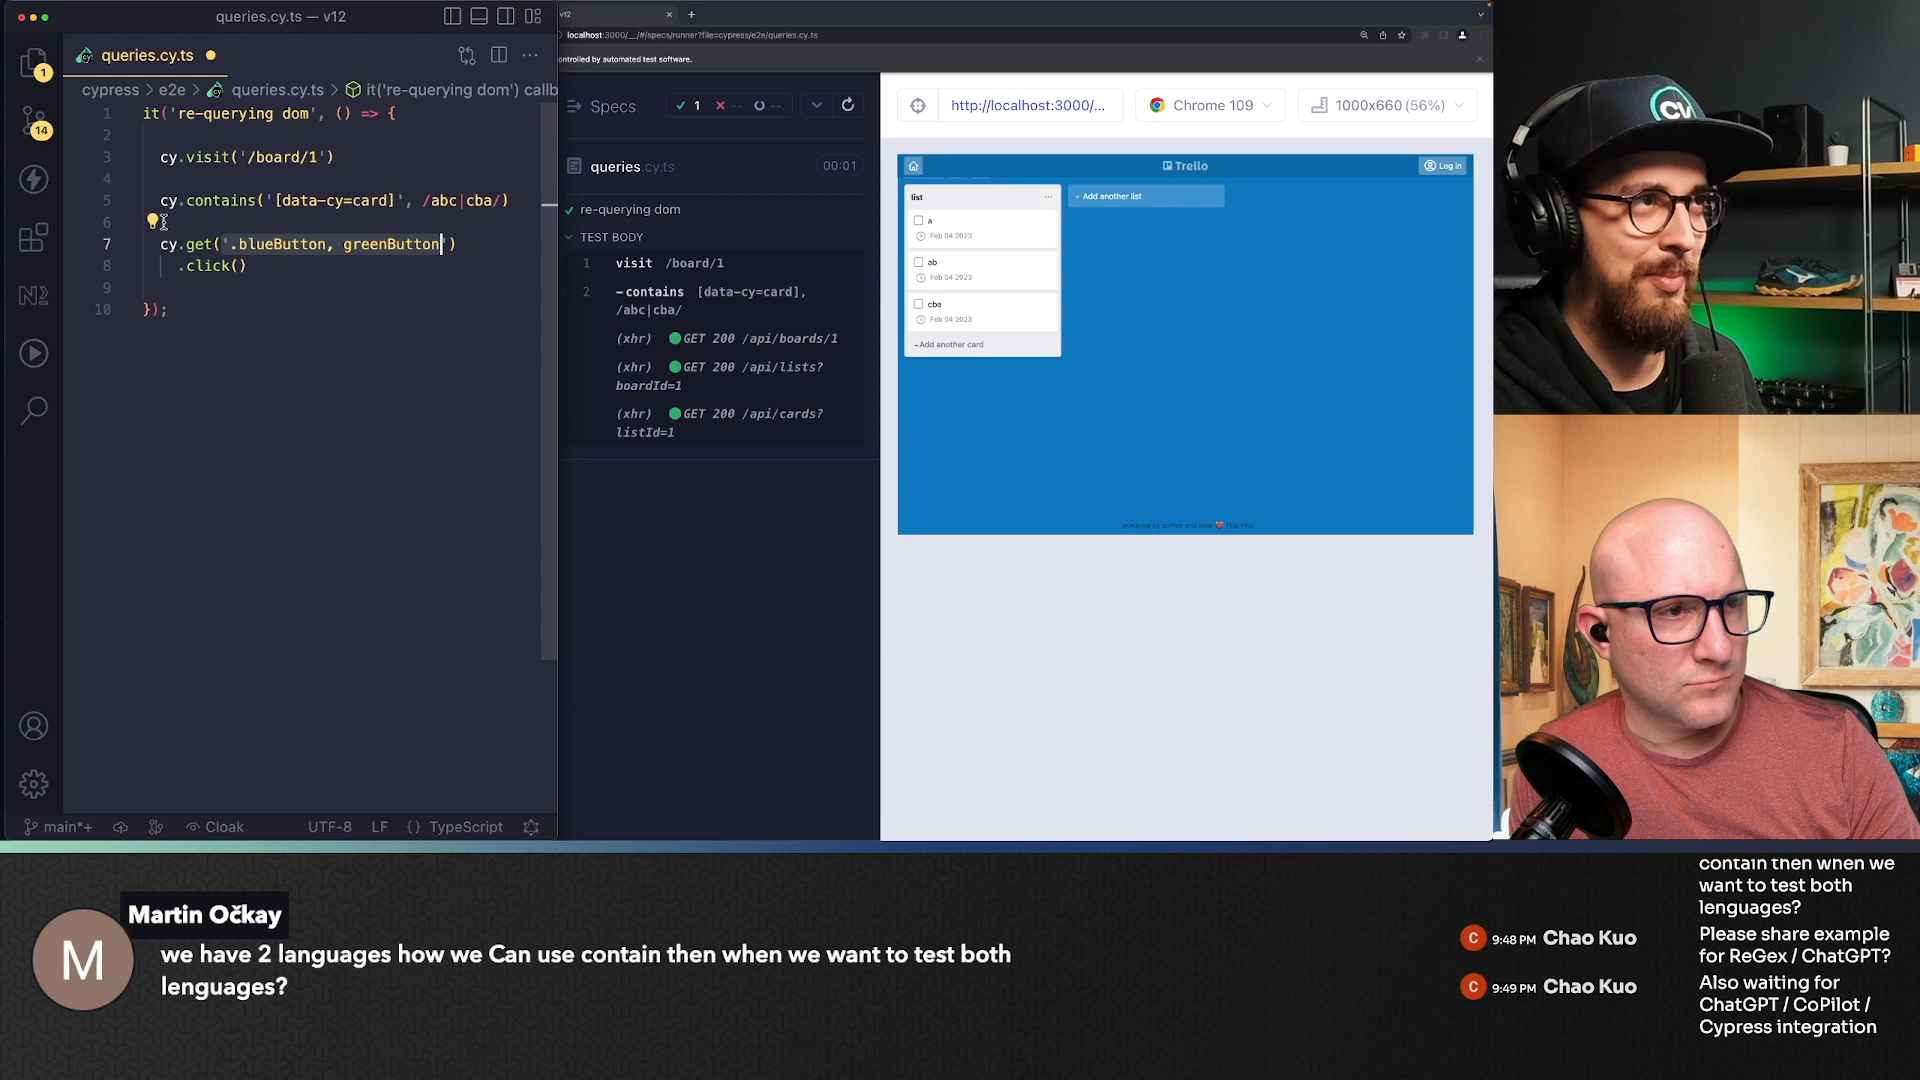 queries.cy.ts — v12
queries.cy.ts
1
14
cypress > e2e > queries.cy.ts > it('re-querying dom') callb
1 it('re-querying dom', () => {
2
3 cy.visit('/board/1')
4
5 cy.contains('[data-cy=card]', /abc|cba/)
6
7 cy.get('.blueButton, greenButton')
8 .click()
9
10 });
main*+
Cloak
UTF-8
LF
{ } TypeScript
v12
localhost:3000/__/#/specs/runner?file=cypress/e2e/queries.cy.ts
ontrolled by automated test software.
Specs
1
--
--
queries.cy.ts
00:01
re-querying dom
TEST BODY
1 visit /board/1
2 -contains [data-cy=card],
/abc|cba/
(xhr) GET 200 /api/boards/1
(xhr) GET 200 /api/lists?
boardId=1
(xhr) GET 200 /api/cards?
listId=1
http://localhost:3000/...
Chrome 109
1000x660 (56%)
Trello
Log in
list
...
+ Add another list
a
Feb 04 2023
ab
Feb 04 2023
cba
Feb 04 2023
+Add another card
...powered by coffee and love
CV
M
Martin Očkay
we have 2 languages how we Can use contain then when we want to test both
lenguages?
contain then when we
want to test both
lenguages?
C 9:48 PM Chao Kuo
Please share example
for ReGex / ChatGPT?
C 9:49 PM Chao Kuo
Also waiting for
ChatGPT / CoPilot /
Cypress integration